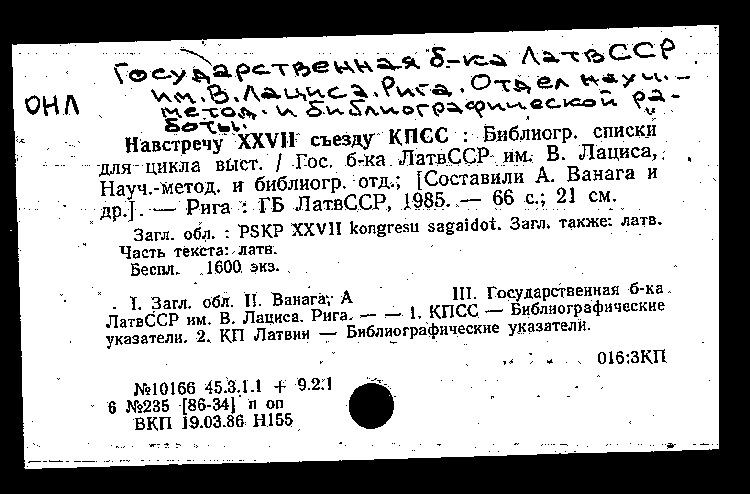 Государственная б-ка ЛатвССР
им. В. Лациса. Рига. Отдел науч.-
ОНЛ
метод. и библиографической ра-
боты.
Навстречу XXVII съезду КПСС : Библиогр. списки
для цикла выст. / Гос. б-ка ЛатвССР им. В. Лациса,
Науч.-метод. и библиогр. отд.; [Составили А. Ванага и
др.]. — Рига : ГБ ЛатвССР, 1985. — 66 с.; 21 см.
Загл. обл. : PSKP XXVII kongresu sagaidot. Загл. также: латв.
Часть текста: латв.
Беспл. 1600 экз.
I. Загл. обл. II. Ванага, А III. Государственная б-ка
ЛатвССР им. В. Лациса. Рига. — — 1. КПСС — Библиографические
указатели. 2. КП Латвии — Библиографические указатели.
016:3КП
№10166 45.3.1.1 + 9.2.1
6 №235 [86-34] п оп
ВКП 19.03.86 Н155